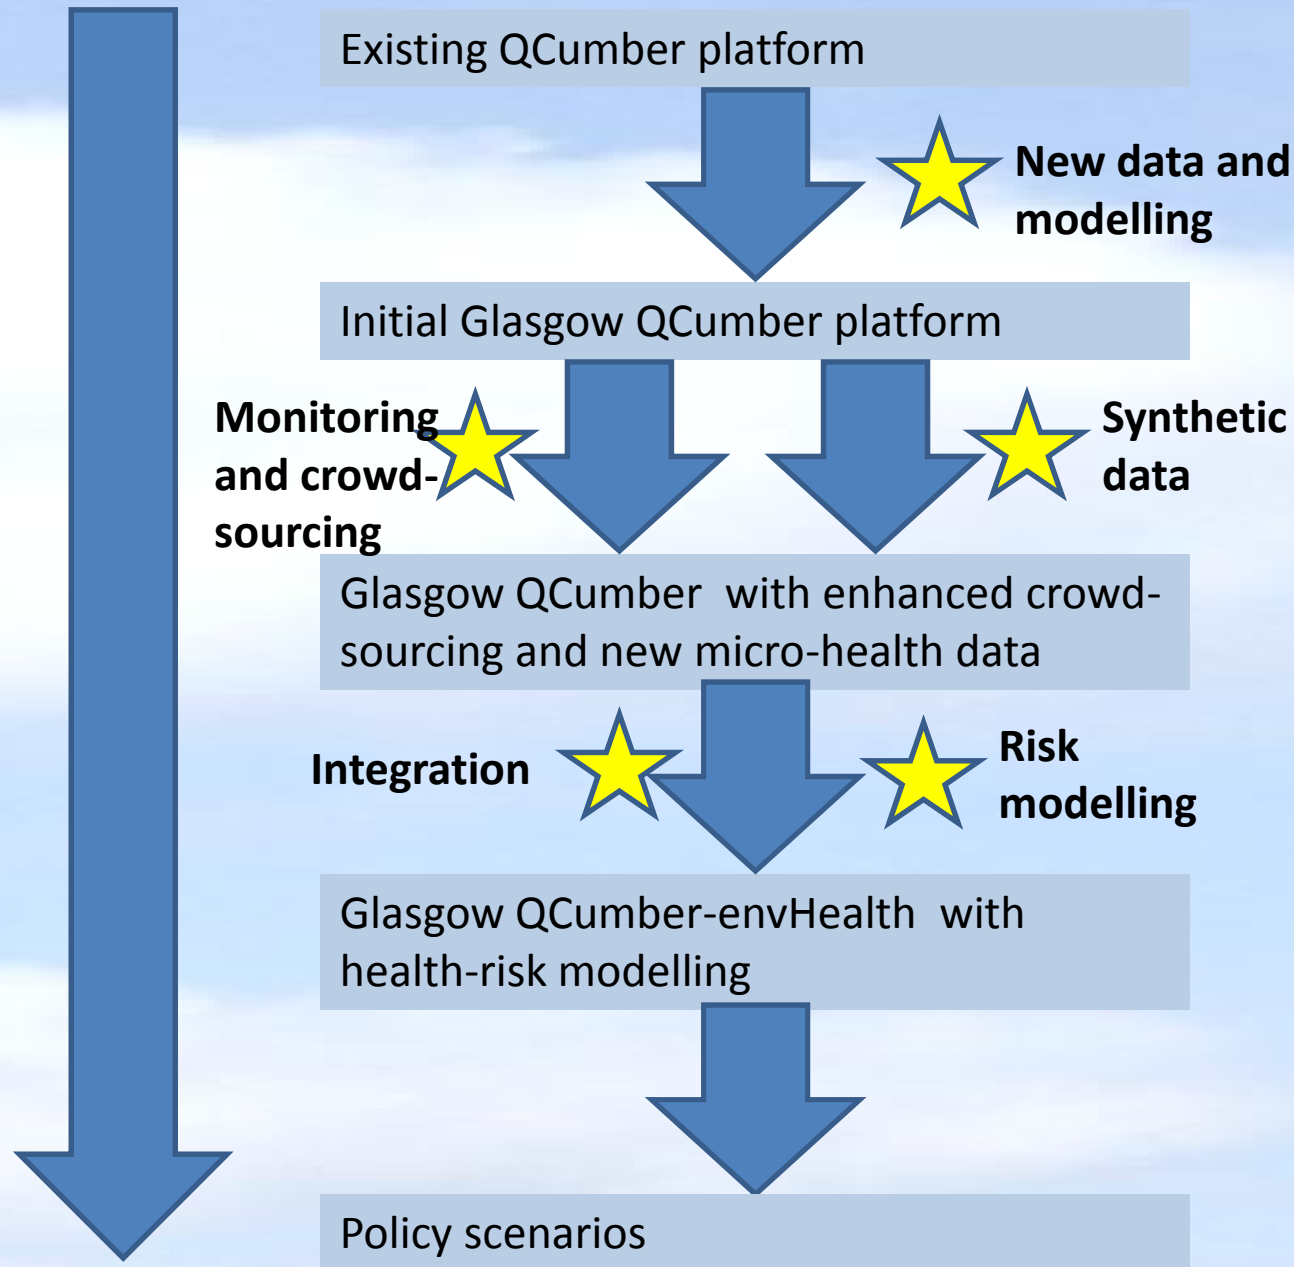 Existing QCumber platform
New data and
modelling
Initial Glasgow QCumber platform
Monitoring
and crowd-
sourcing
Synthetic
data
Glasgow QCumber  with enhanced crowd-
sourcing and new micro-health data
Integration
Risk
modelling
Glasgow QCumber-envHealth  with
health-risk modelling
Policy scenarios